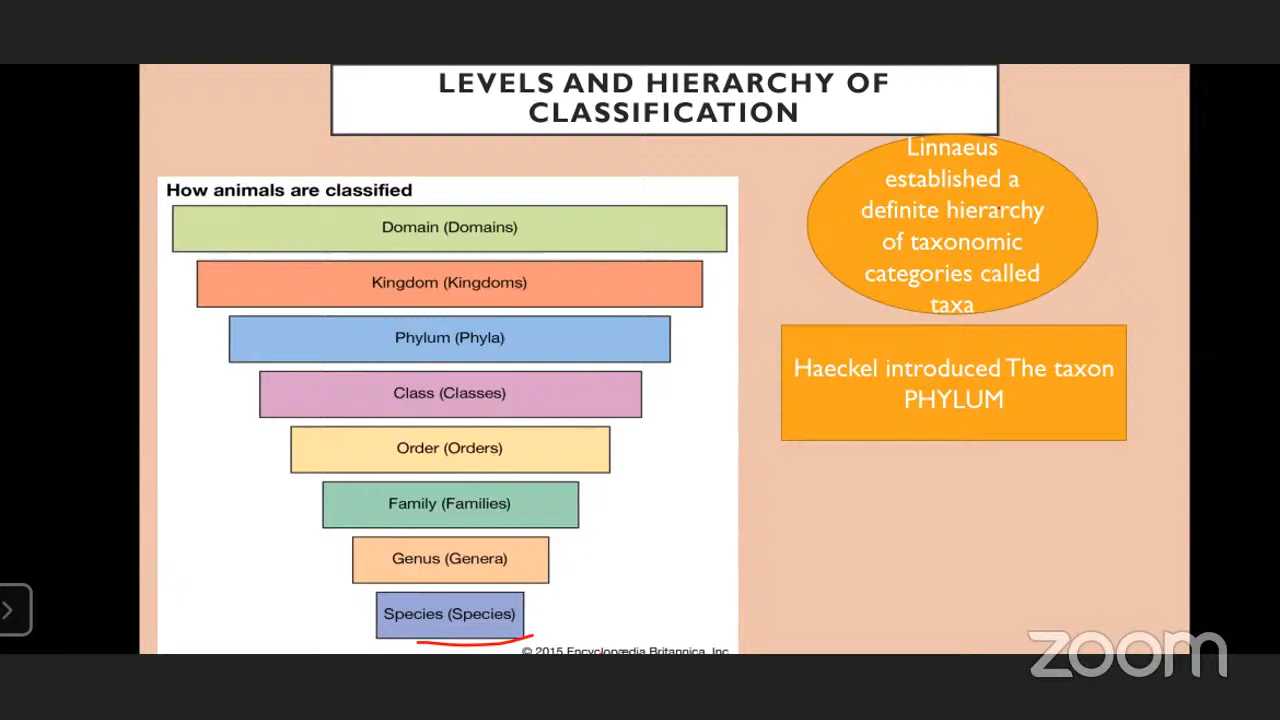 LEVELS AND HIERARCHY OF
CLASSIFICATION
How animals are classified
Domain (Domains)
Kingdom (Kingdoms)
Phylum (Phyla)
Class (Classes)
Order (Orders)
Family (Families)
Genus (Genera)
Species (Species)
© 2015 Encyclopædia Britannica, Inc
Linnaeus
established a
definite hierarchy
of taxonomic
categories called
taxa
Haeckel introduced The taxon
PHYLUM
zoom